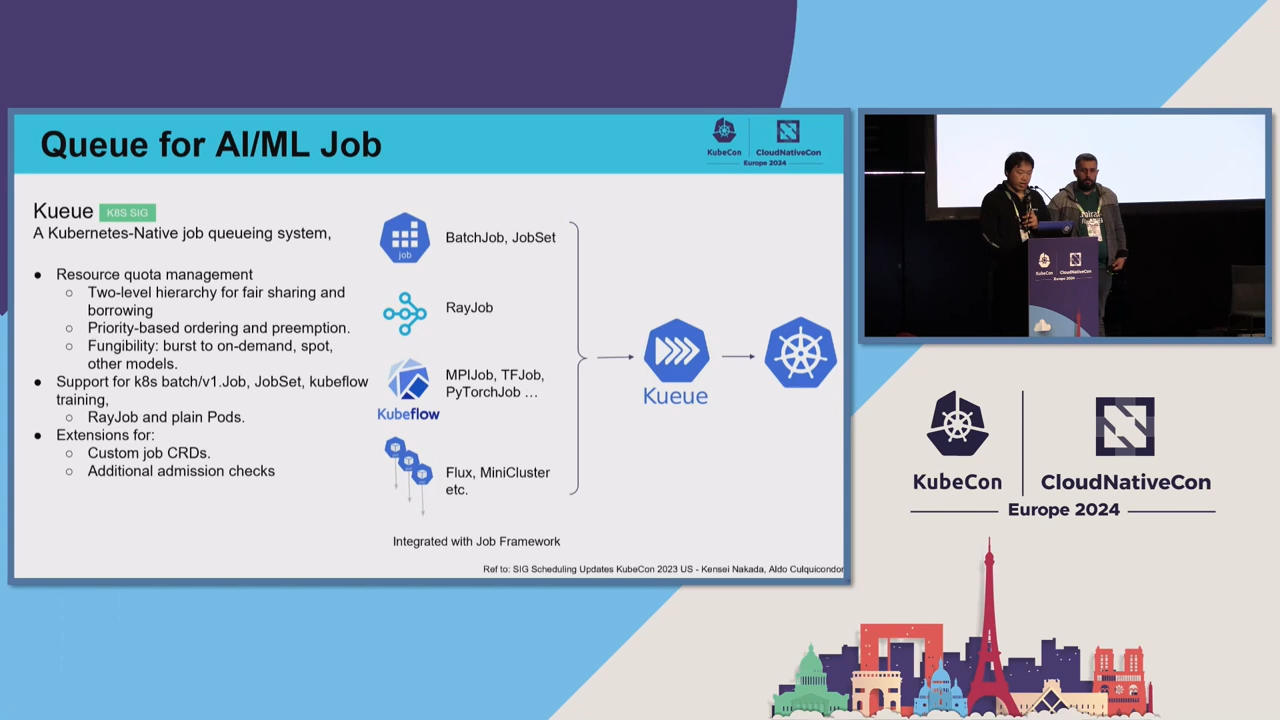 Queue for AI/ML Job
KubeCon
CloudNativeCon
Europe 2024
Kueue K8S SIG
A Kubernetes-Native job queueing system,
● Resource quota management
○ Two-level hierarchy for fair sharing and
borrowing
○ Priority-based ordering and preemption.
○ Fungibility: burst to on-demand, spot,
other models.
● Support for k8s batch/v1.Job, JobSet, kubeflow
training,
○ RayJob and plain Pods.
● Extensions for:
○ Custom job CRDs.
○ Additional admission checks
job
BatchJob, JobSet
RayJob
Kubeflow
MPIJob, TFJob,
PyTorchJob ...
Flux, MiniCluster
etc.
Integrated with Job Framework
Kueue
Ref to: SIG Scheduling Updates KubeCon 2023 US - Kensei Nakada, Aldo Culquicondor
KubeCon
CloudNativeCon
KubeCon
CloudNativeCon
Europe 2024